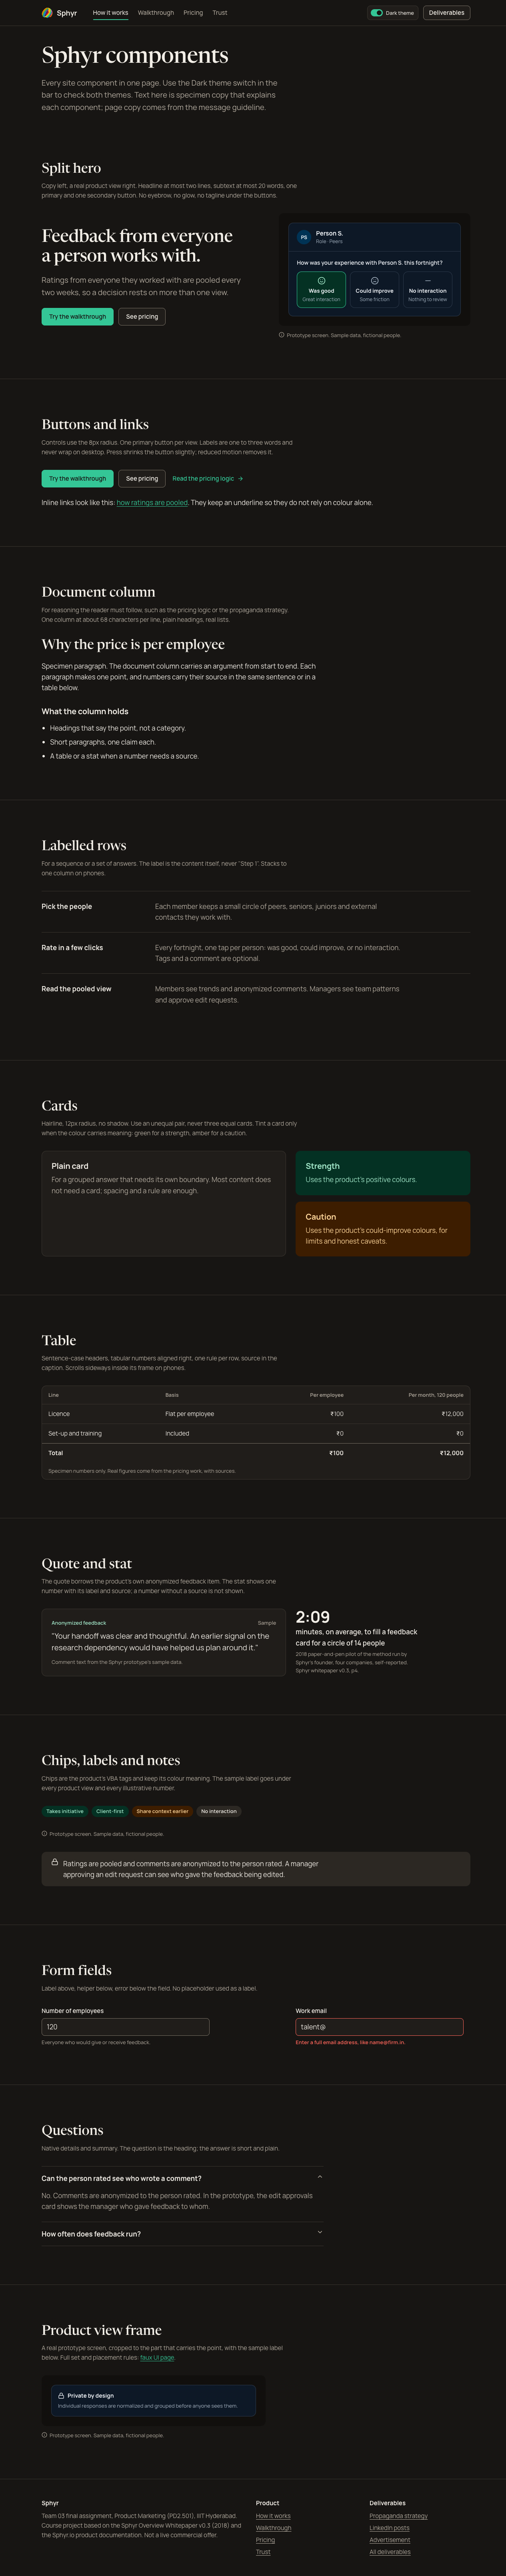 Sphyr
How it works
Walkthrough
Pricing
Trust
Dark theme
Deliverables
Sphyr components
Every site component in one page. Use the Dark theme switch in the
bar to check both themes. Text here is specimen copy that explains
each component; page copy comes from the message guideline.
Split hero
Copy left, a real product view right. Headline at most two lines, subtext at most 20 words, one
primary and one secondary button. No eyebrow, no glow, no tagline under the buttons.
Feedback from everyone
a person works with.
Ratings from everyone they worked with are pooled every
two weeks, so a decision rests on more than one view.
Try the walkthrough
See pricing
PS
Person S.
Role · Peers
How was your experience with Person S. this fortnight?
Was good
Great interaction
Could improve
Some friction
No interaction
Nothing to review
Prototype screen. Sample data, fictional people.
Buttons and links
Controls use the 8px radius. One primary button per view. Labels are one to three words and
never wrap on desktop. Press shrinks the button slightly; reduced motion removes it.
Try the walkthrough
See pricing
Read the pricing logic →
Inline links look like this: how ratings are pooled. They keep an underline so they do not rely on colour alone.
Document column
For reasoning the reader must follow, such as the pricing logic or the propaganda strategy.
One column at about 68 characters per line, plain headings, real lists.
Why the price is per employee
Specimen paragraph. The document column carries an argument from start to end. Each
paragraph makes one point, and numbers carry their source in the same sentence or in a
table below.
What the column holds
• Headings that say the point, not a category.
• Short paragraphs, one claim each.
• A table or a stat when a number needs a source.
Labelled rows
For a sequence or a set of answers. The label is the content itself, never "Step 1". Stacks to
one column on phones.
Pick the people
Each member keeps a small circle of peers, seniors, juniors and external
contacts they work with.
Rate in a few clicks
Every fortnight, one tap per person: was good, could improve, or no interaction.
Tags and a comment are optional.
Read the pooled view
Members see trends and anonymized comments. Managers see team patterns
and approve edit requests.
Cards
Hairline, 12px radius, no shadow. Use an unequal pair, never three equal cards. Tint a card only
when the colour carries meaning: green for a strength, amber for a caution.
Plain card
For a grouped answer that needs its own boundary. Most content does
not need a card; spacing and a rule are enough.
Strength
Uses the product's positive colours.
Caution
Uses the product's could-improve colours, for
limits and honest caveats.
Table
Sentence-case headers, tabular numbers aligned right, one rule per row, source in the
caption. Scrolls sideways inside its frame on phones.
Line Basis Per employee Per month, 120 people
Licence Flat per employee ₹100 ₹12,000
Set-up and training Included ₹0 ₹0
Total ₹100 ₹12,000
Specimen numbers only. Real figures come from the pricing work, with sources.
Quote and stat
The quote borrows the product's own anonymized feedback item. The stat shows one
number with its label and source; a number without a source is not shown.
Anonymized feedback
Sample
"Your handoff was clear and thoughtful. An earlier signal on the
research dependency would have helped us plan around it."
Comment text from the Sphyr prototype's sample data.
2:09
minutes, on average, to fill a feedback
card for a circle of 14 people
2018 paper-and-pen pilot of the method run by
Sphyr's founder, four companies, self-reported.
Sphyr whitepaper v0.3, p4.
Chips, labels and notes
Chips are the product's VBA tags and keep its colour meaning. The sample label goes under
every product view and every illustrative number.
Takes initiative
Client-first
Share context earlier
No interaction
Prototype screen. Sample data, fictional people.
Ratings are pooled and comments are anonymized to the person rated. A manager
approving an edit request can see who gave the feedback being edited.
Form fields
Label above, helper below, error below the field. No placeholder used as a label.
Number of employees
120
Everyone who would give or receive feedback.
Work email
talent@
Enter a full email address, like name@firm.in.
Questions
Native details and summary. The question is the heading; the answer is short and plain.
Can the person rated see who wrote a comment?
No. Comments are anonymized to the person rated. In the prototype, the edit approvals
card shows the manager who gave feedback to whom.
How often does feedback run?
Product view frame
A real prototype screen, cropped to the part that carries the point, with the sample label
below. Full set and placement rules: faux UI page.
Private by design
Individual responses are normalized and grouped before anyone sees them.
Prototype screen. Sample data, fictional people.
Sphyr
Team 03 final assignment, Product Marketing (PD2 501), IIIT Hyderabad.
Course project based on the Sphyr Overview Whitepaper v0.3 (2018) and
the Sphyr.io product documentation. Not a live commercial offer.
Product
How it works
Walkthrough
Pricing
Trust
Deliverables
Propaganda strategy
LinkedIn posts
Advertisement
All deliverables